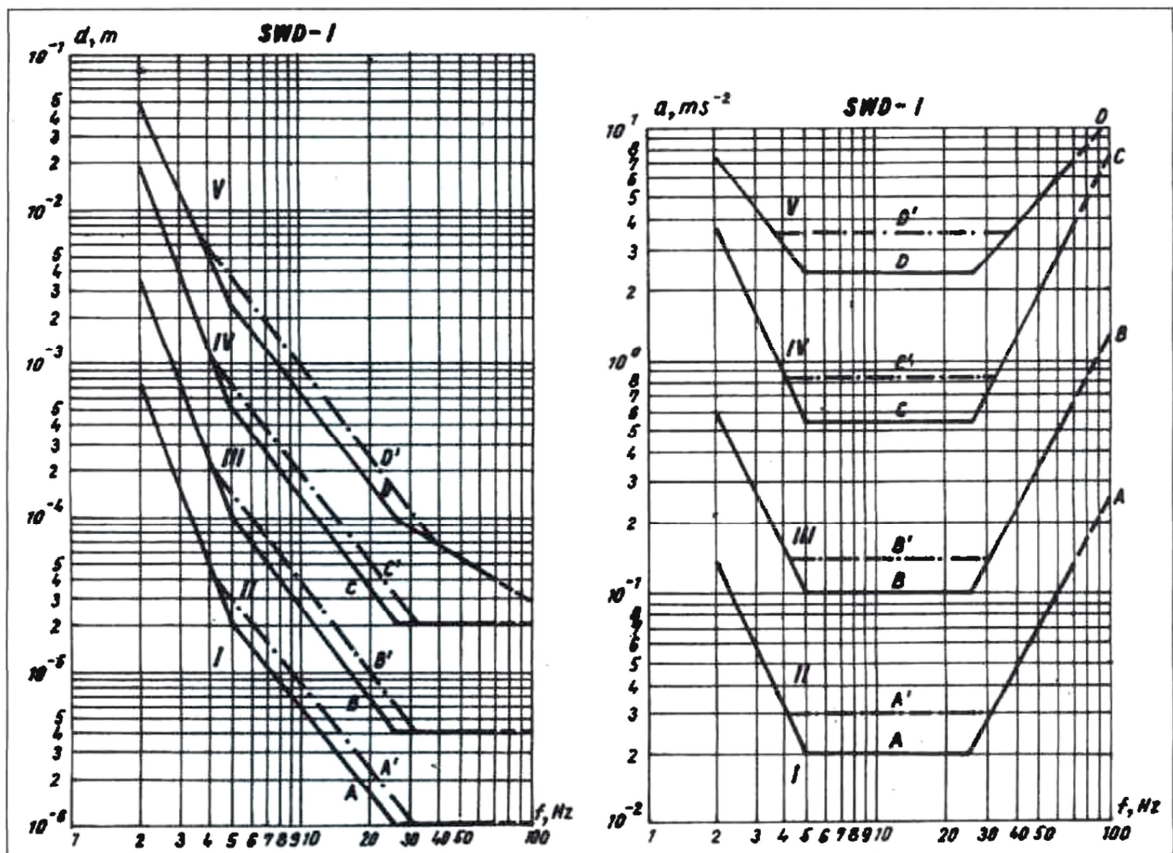 d, m SWD-I
10⁻¹
5
4
3
2
10⁻²
5
4
3
2
10⁻³
5
4
3
2
10⁻⁴
5
4
3
2
10⁻⁵
5
4
3
2
10⁻⁶
V
IV
III
II
I
D'
D
C'
C
B'
B
A'
A
f, Hz
1 2 3 4 5 6 7 8 9 10 20 30 40 50 100
a, ms⁻² SWD-I
10¹
8
7
6
5
4
3
2
10⁰
8
7
6
5
4
3
2
10⁻¹
8
7
6
5
4
3
2
10⁻²
D
C
B
A
V
D'
D
IV
C'
C
III
B'
B
II
A'
A
I
f, Hz
1 2 3 4 5 6 7 8 9 10 20 30 40 50 100